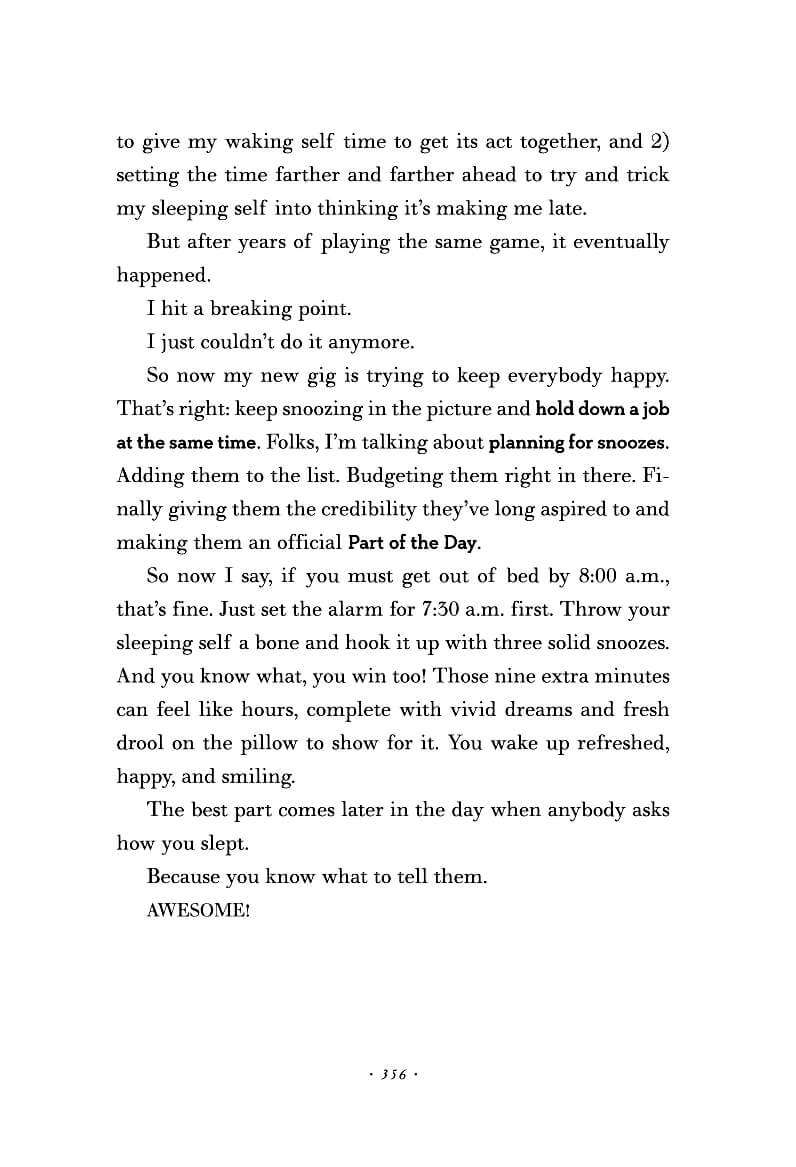 to give my waking self time to get its act together, and 2)
setting the time farther and farther ahead to try and trick
my sleeping self into thinking it’s making me late.
But after years of playing the same game, it eventually
happened.
I hit a breaking point.
I just couldn’t do it anymore.
So now my new gig is trying to keep everybody happy.
That’s right: keep snoozing in the picture and hold down a job
at the same time. Folks, I’m talking about planning for snoozes.
Adding them to the list. Budgeting them right in there. Fi-
nally giving them the credibility they’ve long aspired to and
making them an official Part of the Day.
So now I say, if you must get out of bed by 8:00 a.m.,
that’s fine. Just set the alarm for 7:30 a.m. first. Throw your
sleeping self a bone and hook it up with three solid snoozes.
And you know what, you win too! Those nine extra minutes
can feel like hours, complete with vivid dreams and fresh
drool on the pillow to show for it. You wake up refreshed,
happy, and smiling.
The best part comes later in the day when anybody asks
how you slept.
Because you know what to tell them.
AWESOME!
· 356 ·